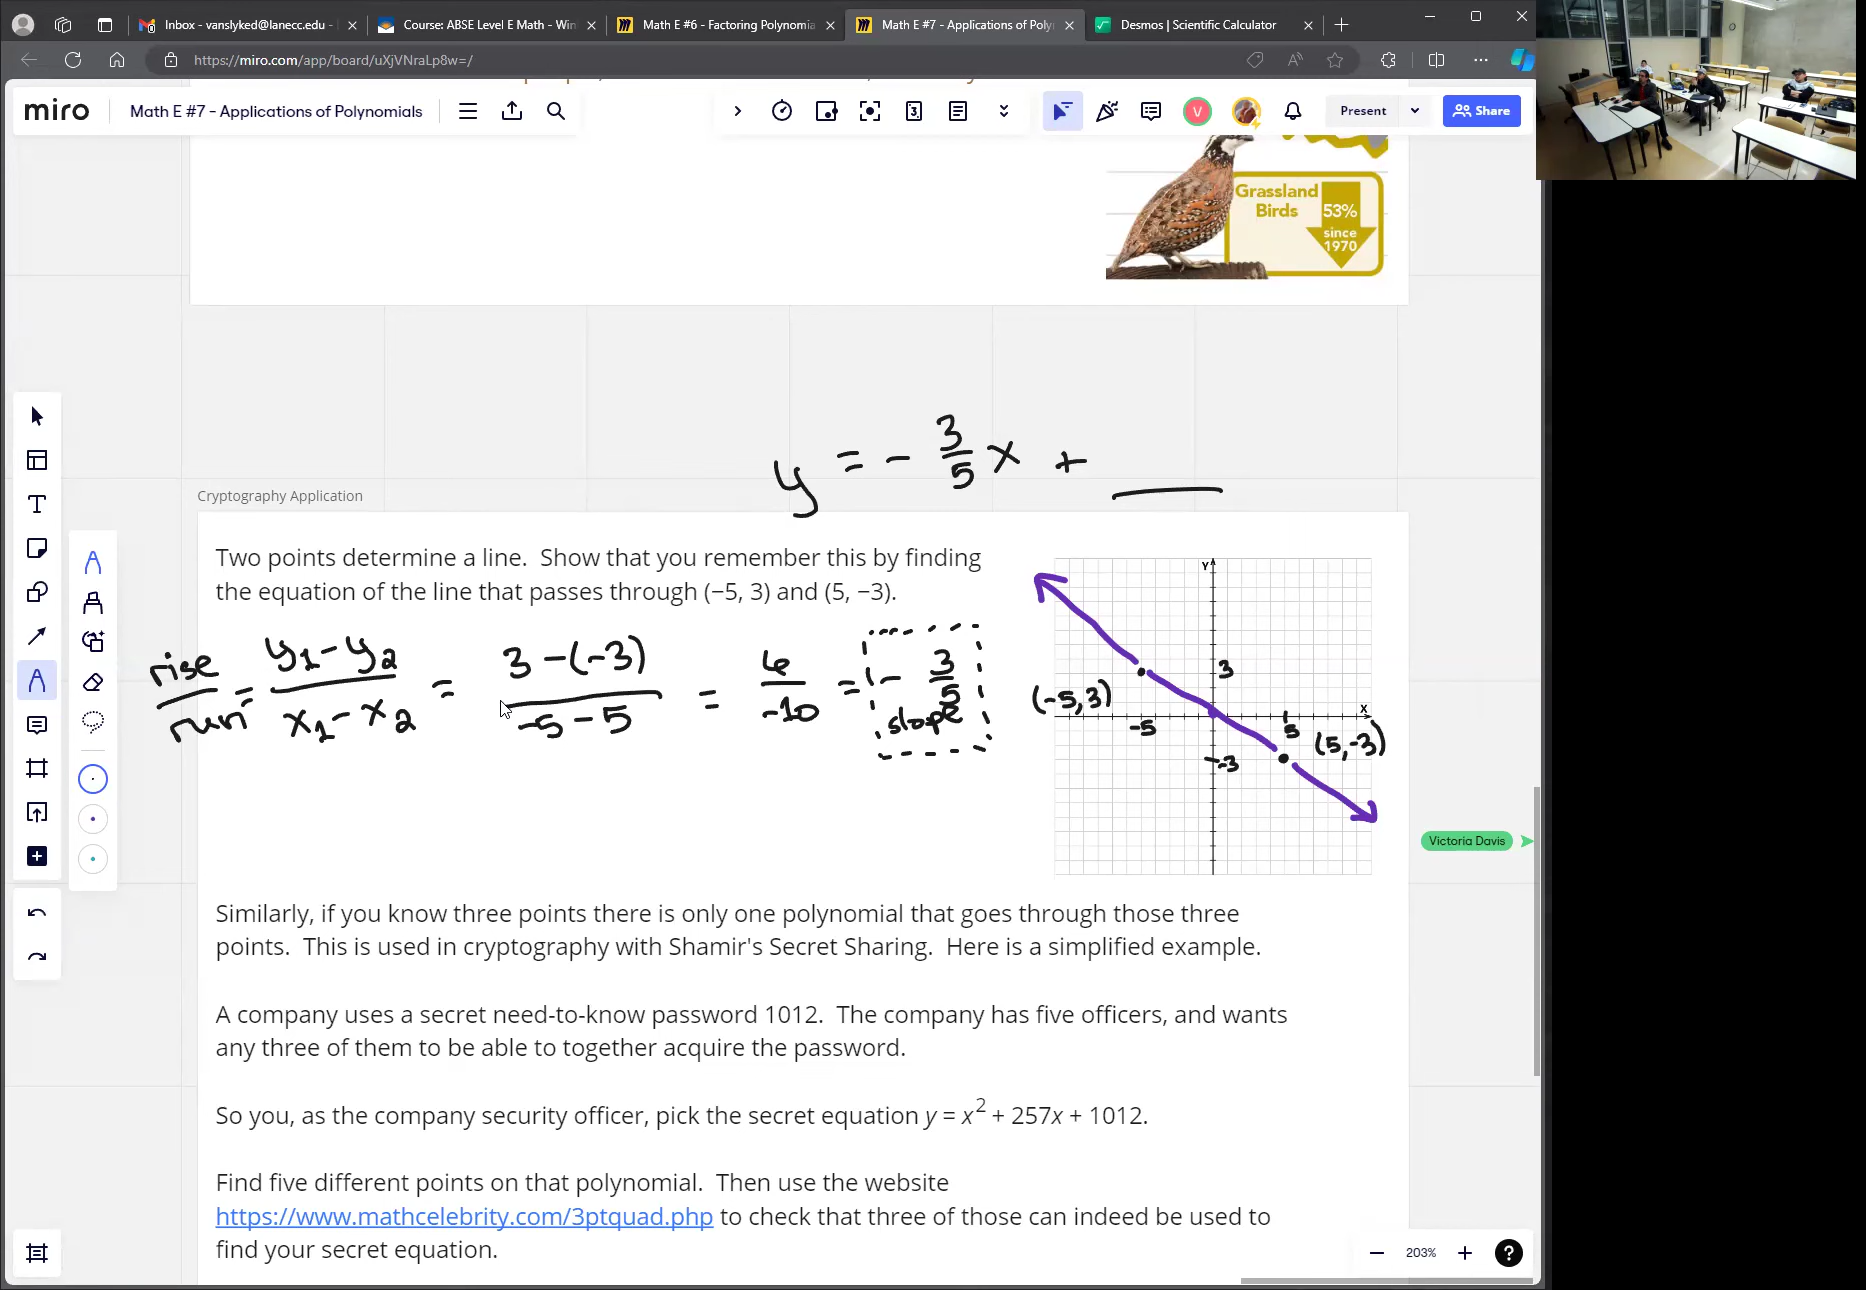 Inbox - vanslyked@lanecc.edu -
Course: ABSE Level E Math - Win
Math E #6 - Factoring Polynomia
Math E #7 - Applications of Poly
Desmos | Scientific Calculator
https://miro.com/app/board/uXjVNraLp8w=/
miro
Math E #7 - Applications of Polynomials
V
Present
Share
Grassland
Birds
53%
since
1970
y = - 3/5 x + __
Cryptography Application
Two points determine a line. Show that you remember this by finding
the equation of the line that passes through (−5, 3) and (5, −3).
rise/run = y₁-y₂/x₁-x₂ = 3-(-3)/-5-5 = 6/-10 = - 3/5
slope
Y
X
3
(-5,3)
-5
5
(5,-3)
-3
Victoria Davis
Similarly, if you know three points there is only one polynomial that goes through those three
points. This is used in cryptography with Shamir's Secret Sharing. Here is a simplified example.
A company uses a secret need-to-know password 1012. The company has five officers, and wants
any three of them to be able to together acquire the password.
So you, as the company security officer, pick the secret equation y = x² + 257x + 1012.
Find five different points on that polynomial. Then use the website
https://www.mathcelebrity.com/3ptquad.php to check that three of those can indeed be used to
find your secret equation.
203%